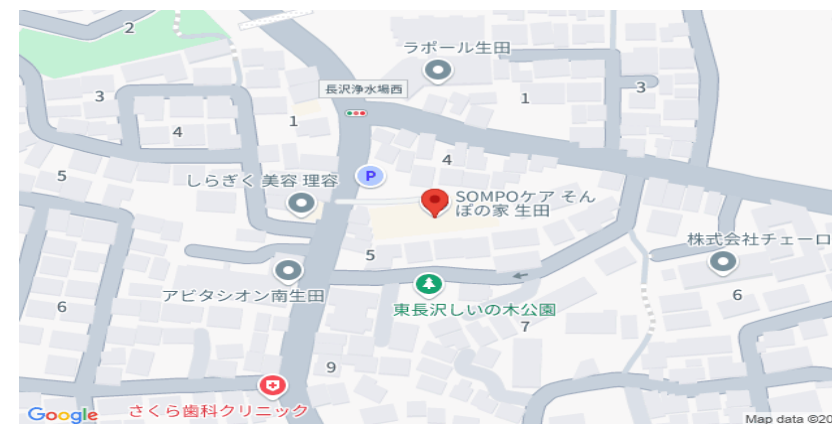 2
ラポール生田
長沢浄水場西
3
3
1
1
4
4
P
5
しらぎく 美容 理容
SOMPOケア そん
ぽの家 生田
株式会社チェーロ
5
アビタシオン南生田
東長沢しいの木公園
6
6
7
9
さくら歯科クリニック
Google
Map data ©20